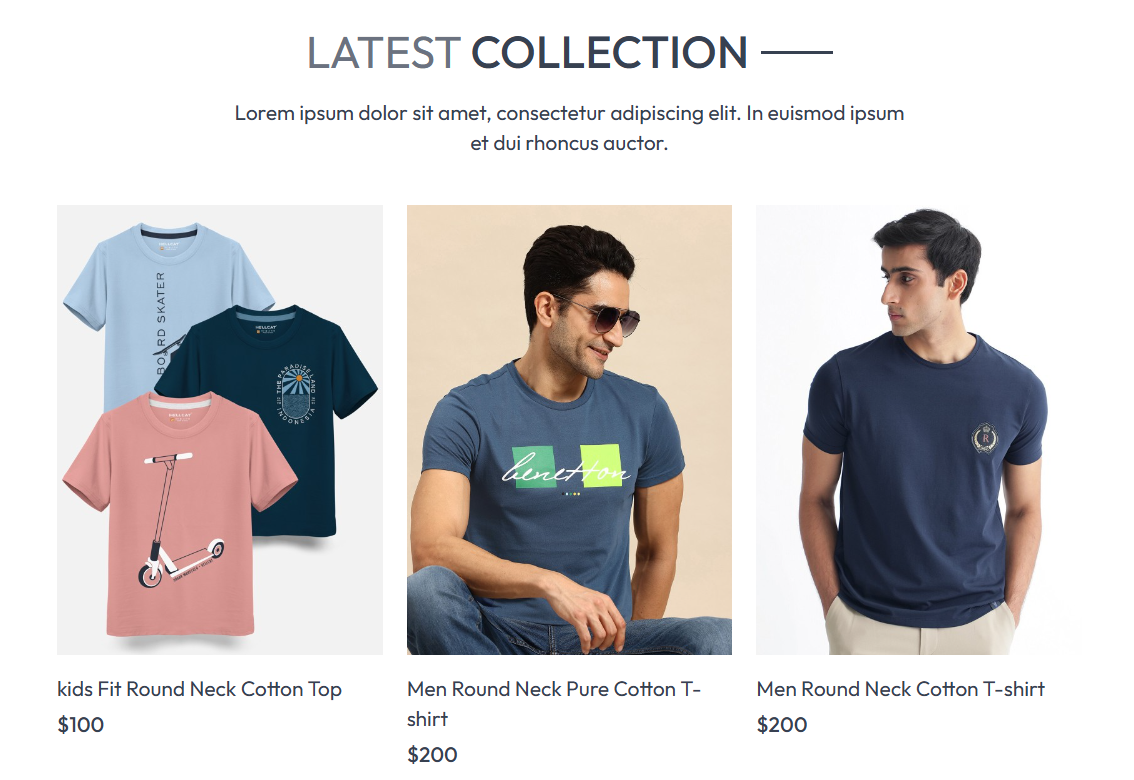 LATEST COLLECTION
Lorem ipsum dolor sit amet, consectetur adipiscing elit. In euismod ipsum
et dui rhoncus auctor.
BOARD SKATER
HELLCAT
THE PARADISE LAND
INDONESIA
HELLCAT
benetton
R
kids Fit Round Neck Cotton Top
$100
Men Round Neck Pure Cotton T-
shirt
$200
Men Round Neck Cotton T-shirt
$200